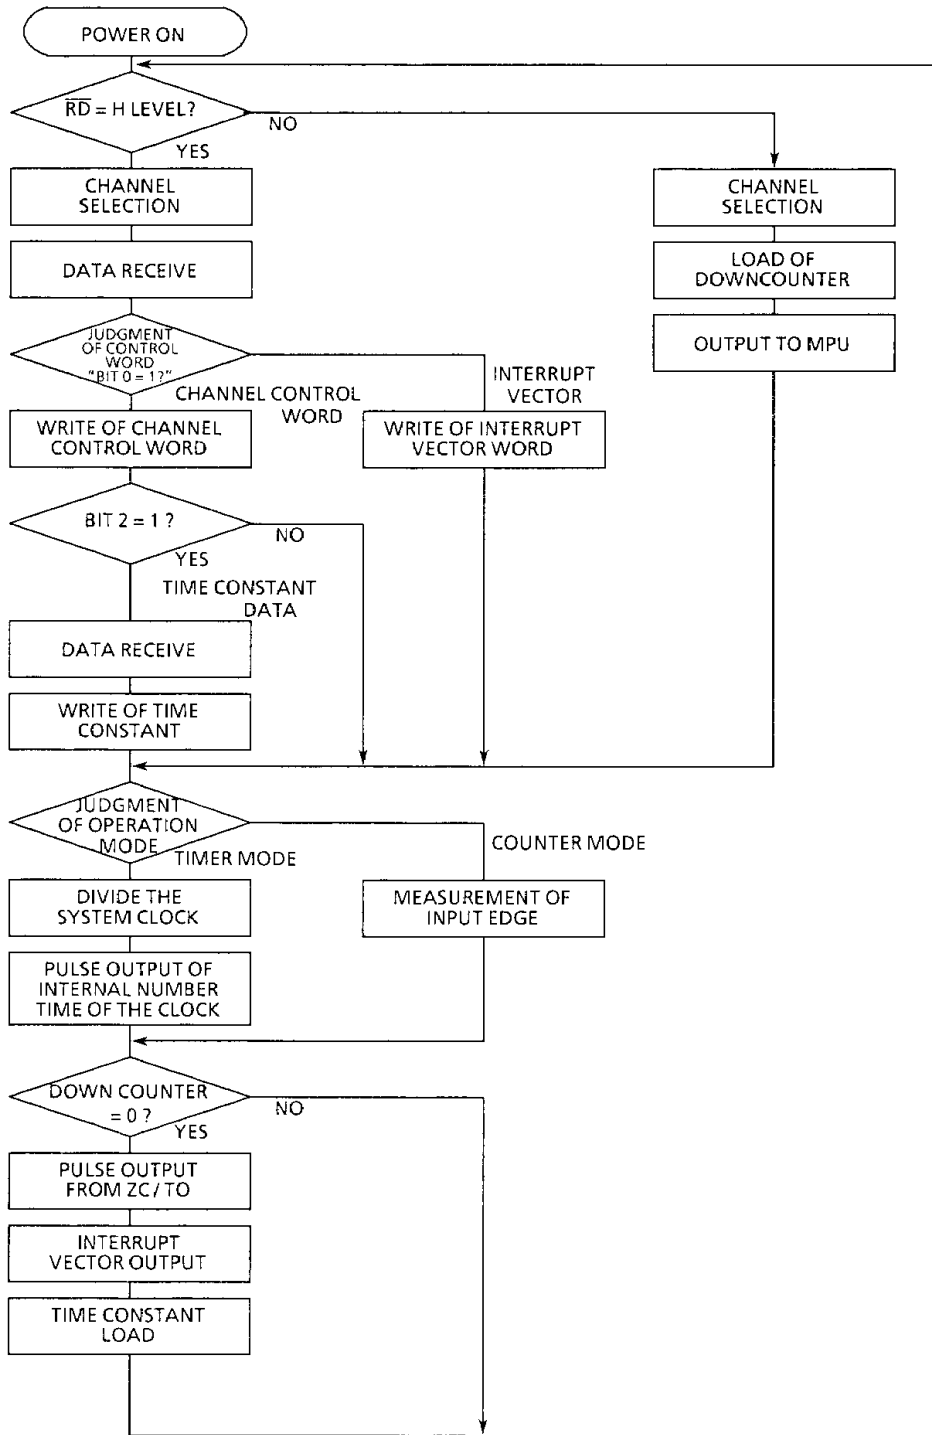 POWER ON
RD = H LEVEL?
NO
YES
CHANNEL
SELECTION
CHANNEL
SELECTION
DATA RECEIVE
LOAD OF
DOWNCOUNTER
JUDGMENT
OF CONTROL
WORD
"BIT 0 = 1?"
OUTPUT TO MPU
CHANNEL CONTROL
WORD
INTERRUPT
VECTOR
WRITE OF CHANNEL
CONTROL WORD
WRITE OF INTERRUPT
VECTOR WORD
BIT 2 = 1 ?
NO
YES
TIME CONSTANT
DATA
DATA RECEIVE
WRITE OF TIME
CONSTANT
JUDGMENT
OF OPERATION
MODE
TIMER MODE
COUNTER MODE
DIVIDE THE
SYSTEM CLOCK
MEASUREMENT OF
INPUT EDGE
PULSE OUTPUT OF
INTERNAL NUMBER
TIME OF THE CLOCK
DOWN COUNTER
= 0 ?
NO
YES
PULSE OUTPUT
FROM ZC / TO
INTERRUPT
VECTOR OUTPUT
TIME CONSTANT
LOAD